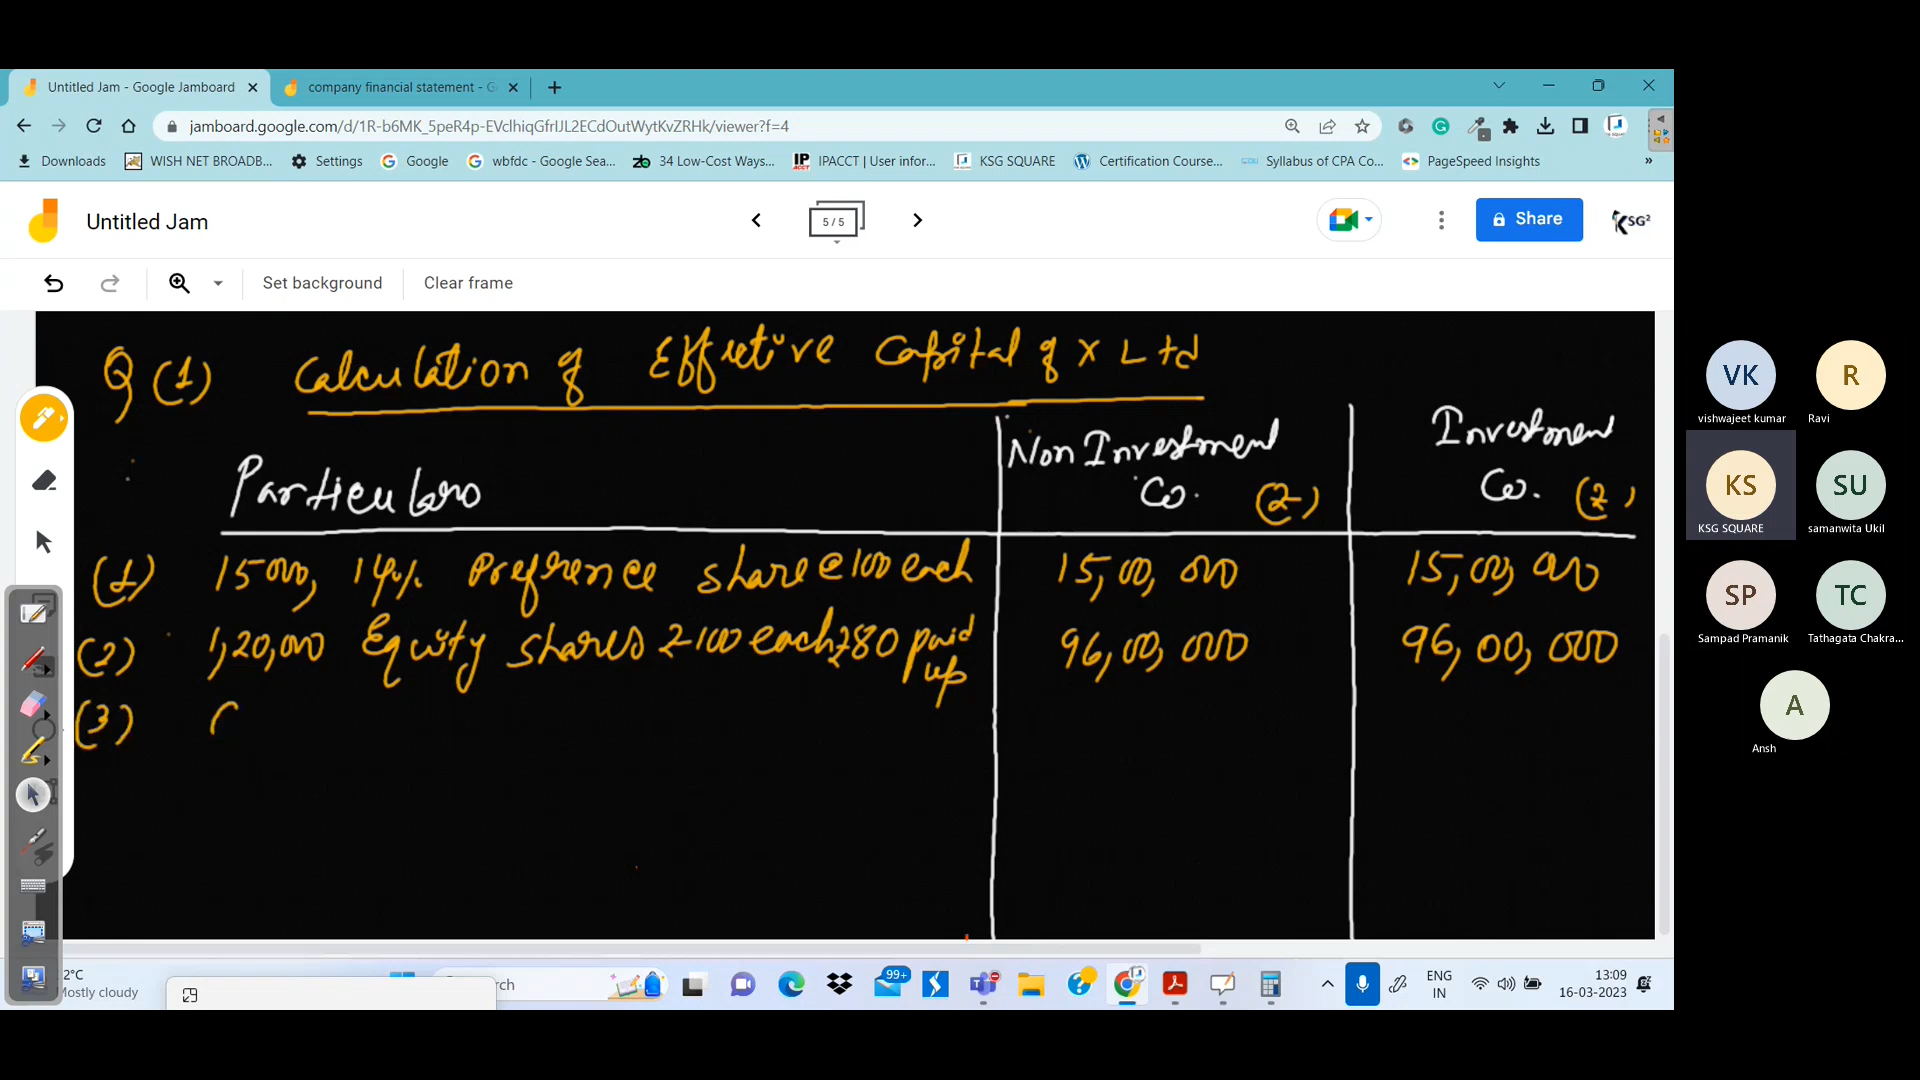 Untitled Jam - Google Jamboard
company financial statement - G
jamboard.google.com/d/1R-b6MK_5peR4p-EVclhiqGfrIJL2ECdOutWytKvZRHk/viewer?f=4
Downloads WISH NET BROADB... Settings Google wbfdc - Google Sea... 34 Low-Cost Ways... IPACCT | User infor... KSG SQUARE Certification Course... Syllabus of CPA Co... PageSpeed Insights »
Untitled Jam
5 / 5
Share
KSG²
Set background Clear frame
Q (1) Calculation of Effective Capital of X Ltd
Particulars
Non Investment Co. (₹)
Investment Co. (₹)
(1) 15000, 14% Preference share @ 100 each 15,00,000 15,00,000
(2) 1,20,000 Equity shares ₹100 each ₹80 paid up 96,00,000 96,00,000
(3)
VK
vishwajeet kumar
R
Ravi
KS
KSG SQUARE
SU
samanwita Ukil
SP
Sampad Pramanik
TC
Tathagata Chakra...
A
Ansh
2°C
Mostly cloudy
rch
99+
ENG
IN
13:09
16-03-2023